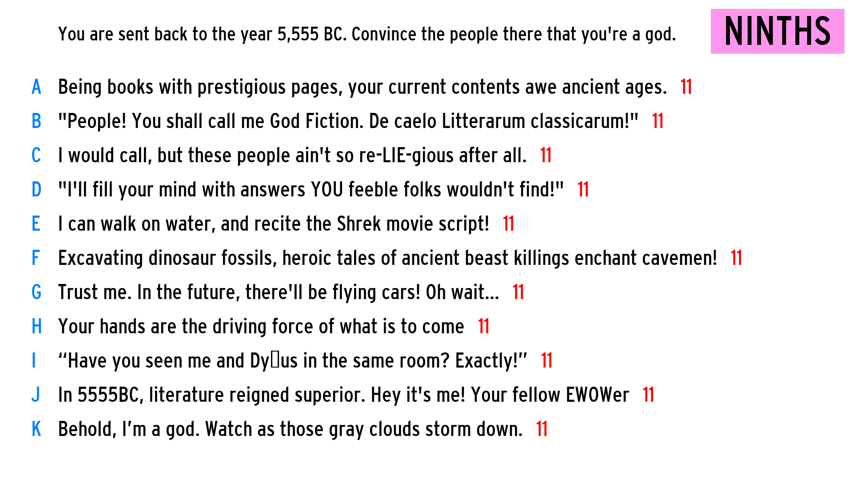 You are sent back to the year 5,555 BC. Convince the people there that you're a god.
NINTHS
A Being books with prestigious pages, your current contents awe ancient ages. 11
B "People! You shall call me God Fiction. De caelo Litterarum classicarum!" 11
C I would call, but these people ain't so re-LIE-gious after all. 11
D "I'll fill your mind with answers YOU feeble folks wouldn't find!" 11
E I can walk on water, and recite the Shrek movie script! 11
F Excavating dinosaur fossils, heroic tales of ancient beast killings enchant cavemen! 11
G Trust me. In the future, there'll be flying cars! Oh wait... 11
H Your hands are the driving force of what is to come 11
I “Have you seen me and Dy▯us in the same room? Exactly!” 11
J In 5555BC, literature reigned superior. Hey it's me! Your fellow EWOWer 11
K Behold, I’m a god. Watch as those gray clouds storm down. 11